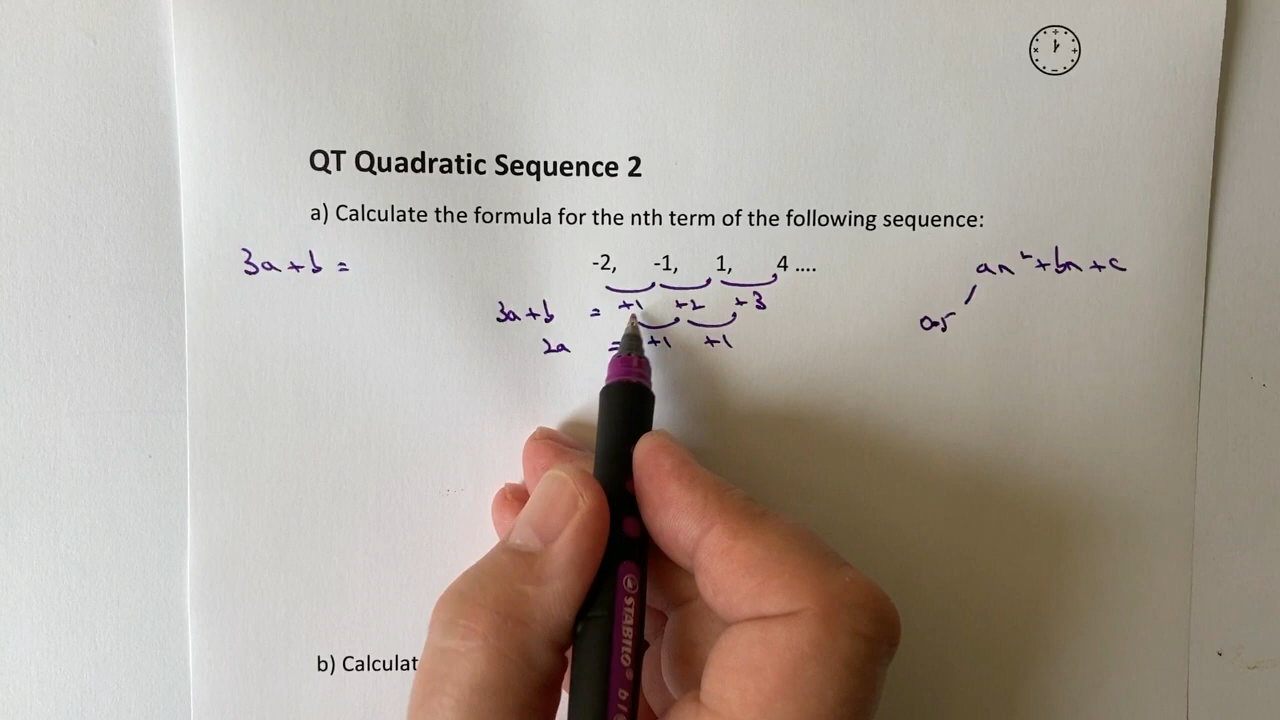 QT Quadratic Sequence 2
a) Calculate the formula for the nth term of the following sequence:
3a+b =
-2, -1, 1, 4 ....
an²+bn+c
3a+b = +1 +2 +3
0.5
2a = +1 +1
b) Calculat
STABILO